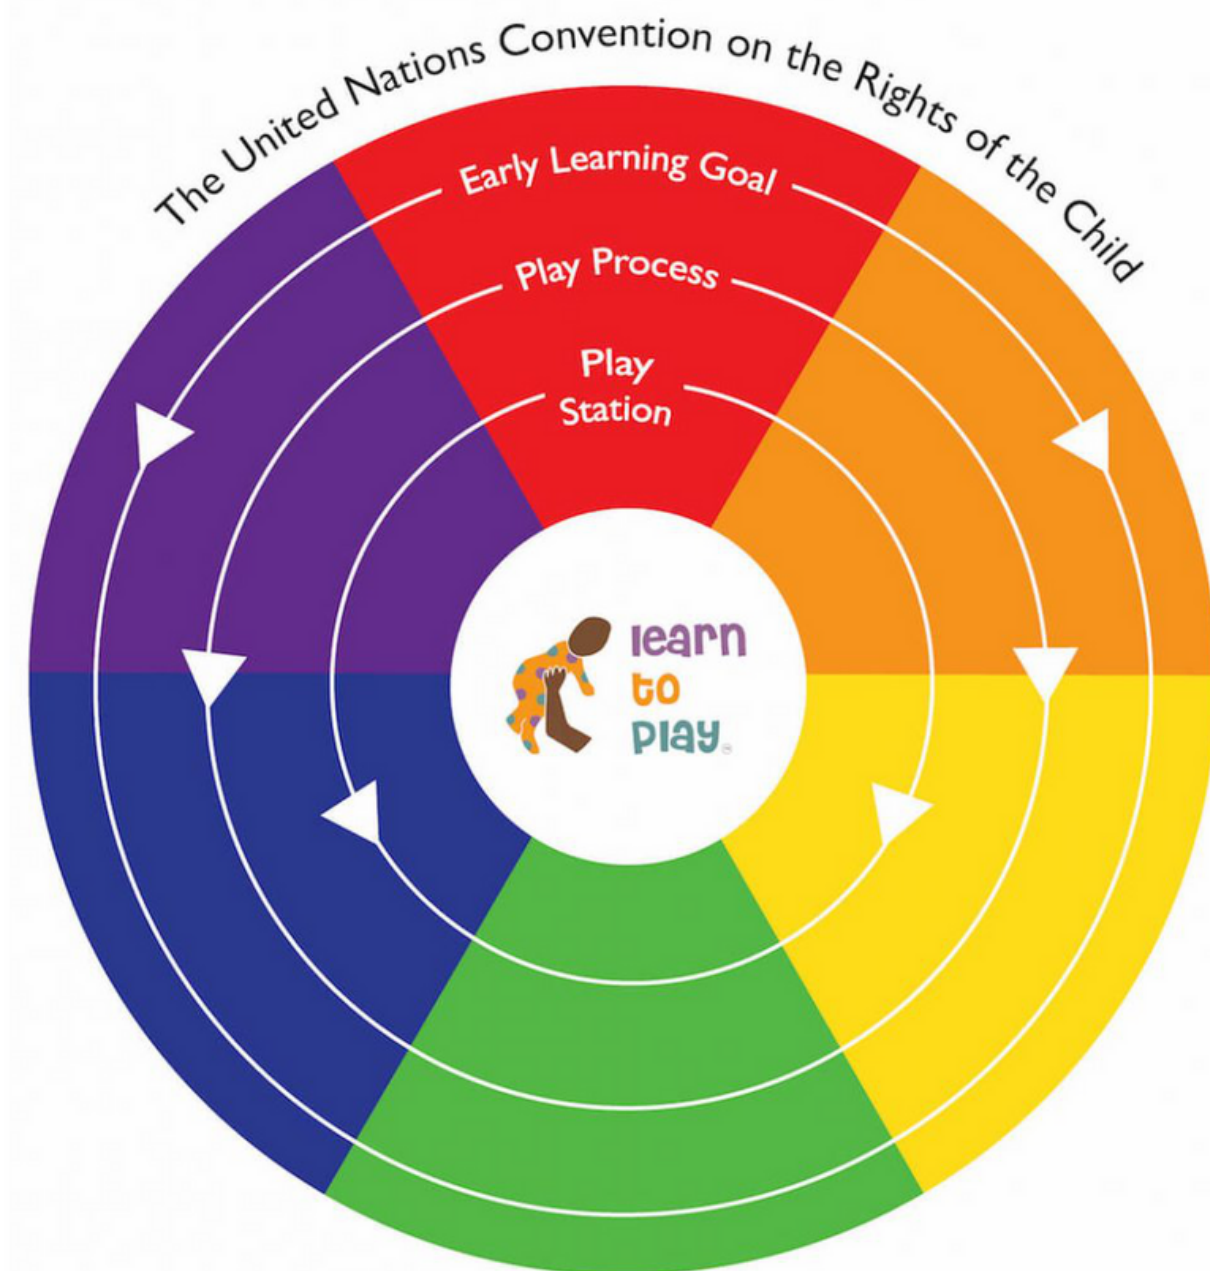 The United Nations Convention on the Rights of the Child
Early Learning Goal
Play Process
Play
Station
learn
to
play